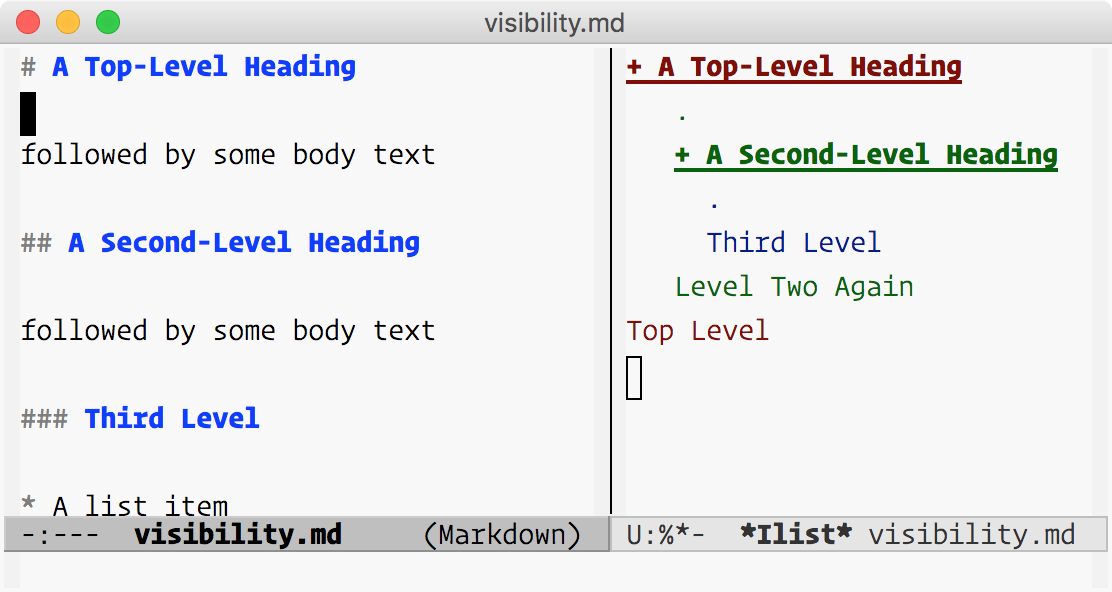 visibility.md
# A Top-Level Heading
followed by some body text
## A Second-Level Heading
followed by some body text
### Third Level
* A list item
-:--- visibility.md (Markdown)
+ A Top-Level Heading
.
+ A Second-Level Heading
.
Third Level
Level Two Again
Top Level
U:%*- *Ilist* visibility.md